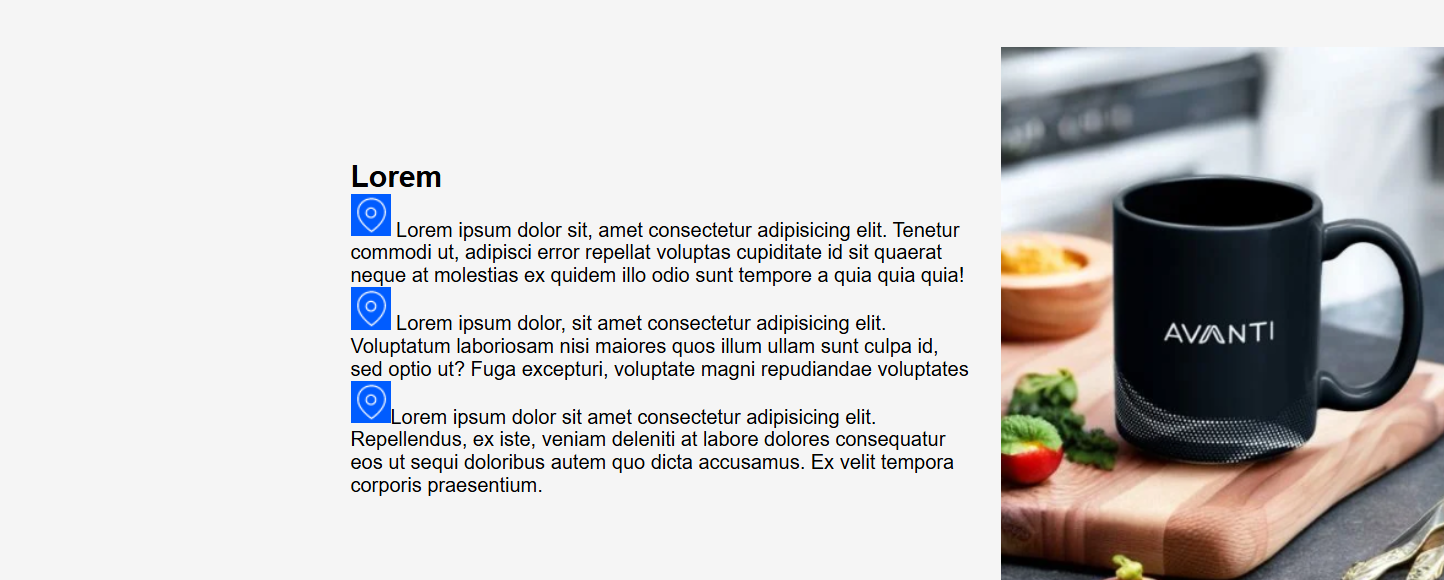 Lorem
Lorem ipsum dolor sit, amet consectetur adipisicing elit. Tenetur
commodi ut, adipisci error repellat voluptas cupiditate id sit quaerat
neque at molestias ex quidem illo odio sunt tempore a quia quia quia!
Lorem ipsum dolor, sit amet consectetur adipisicing elit.
Voluptatum laboriosam nisi maiores quos illum ullam sunt culpa id,
sed optio ut? Fuga excepturi, voluptate magni repudiandae voluptates
Lorem ipsum dolor sit amet consectetur adipisicing elit.
Repellendus, ex iste, veniam deleniti at labore dolores consequatur
eos ut sequi doloribus autem quo dicta accusamus. Ex velit tempora
corporis praesentium.
AVANTI